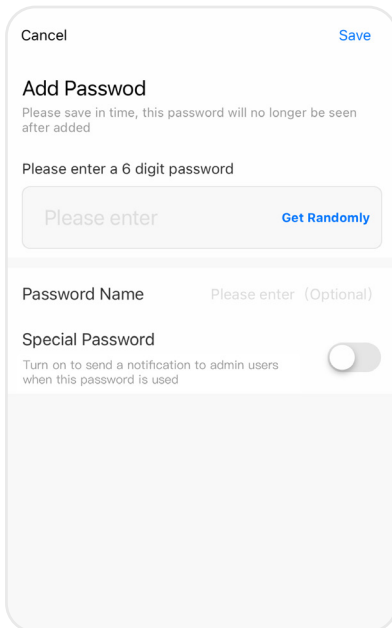 Cancel
Save
Add Passwod
Please save in time, this password will no longer be seen
after added
Please enter a 6 digit password
Please enter
Get Randomly
Password Name
Please enter (Optional)
Special Password
Turn on to send a notification to admin users
when this password is used